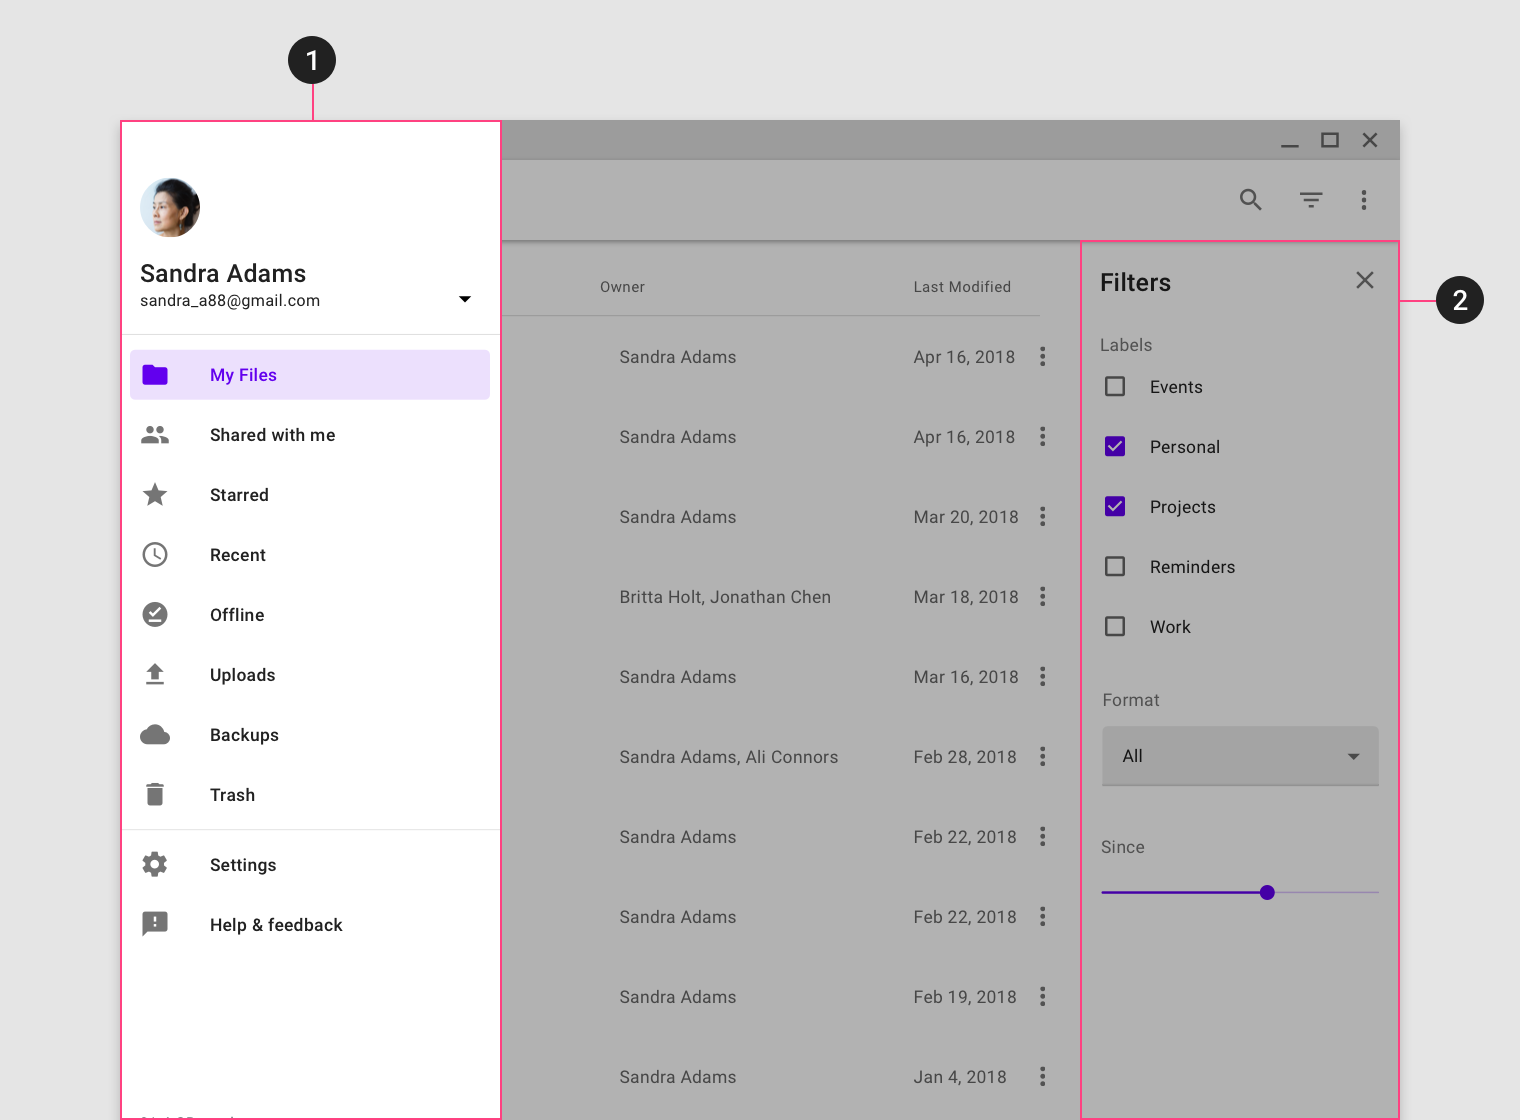 1
Sandra Adams
sandra_a88@gmail.com
My Files
Shared with me
Starred
Recent
Offline
Uploads
Backups
Trash
Settings
Help & feedback
Owner Last Modified
Sandra Adams Apr 16, 2018
Sandra Adams Apr 16, 2018
Sandra Adams Mar 20, 2018
Britta Holt, Jonathan Chen Mar 18, 2018
Sandra Adams Mar 16, 2018
Sandra Adams, Ali Connors Feb 28, 2018
Sandra Adams Feb 22, 2018
Sandra Adams Feb 22, 2018
Sandra Adams Feb 19, 2018
Sandra Adams Jan 4, 2018
2
Filters
Labels
Events
Personal
Projects
Reminders
Work
Format
All
Since